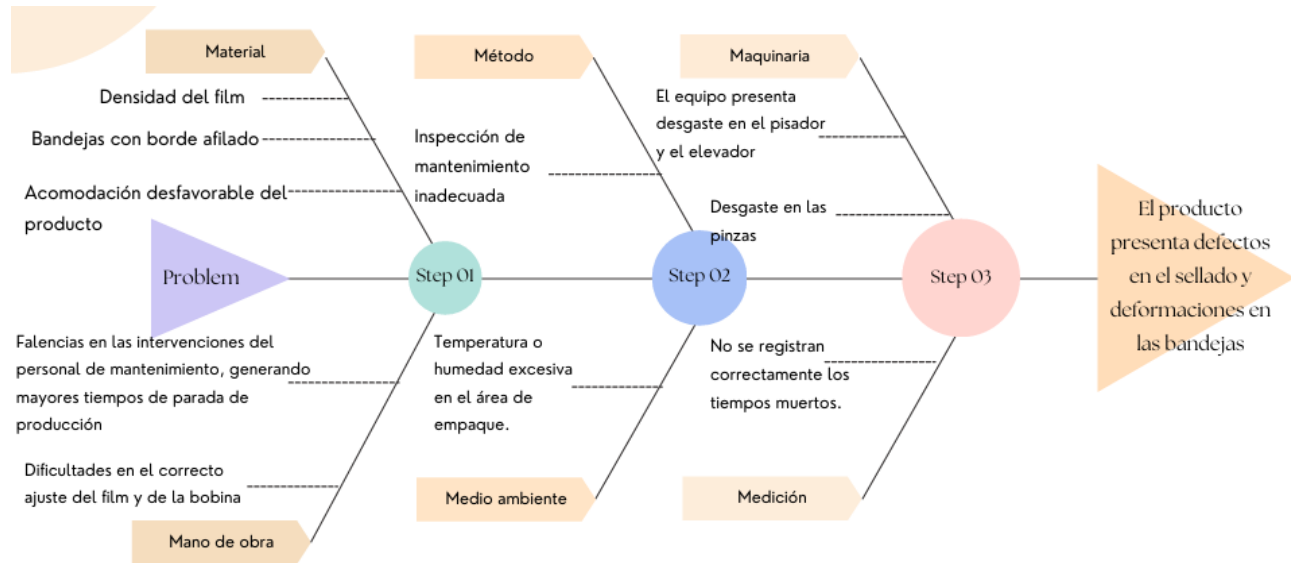 Material
Densidad del film
Bandejas con borde afilado
Acomodación desfavorable del
producto
Método
Inspección de
mantenimiento
inadecuada
Maquinaria
El equipo presenta
desgaste en el pisador
y el elevador
Desgaste en las
pinzas
Problem
Step 01
Step 02
Step 03
El producto
presenta defectos
en el sellado y
deformaciones en
las bandejas
Falencias en las intervenciones del
personal de mantenimiento, generando
mayores tiempos de parada de
producción
Dificultades en el correcto
ajuste del film y de la bobina
Mano de obra
Temperatura o
humedad excesiva
en el área de
empaque.
Medio ambiente
No se registran
correctamente los
tiempos muertos.
Medición